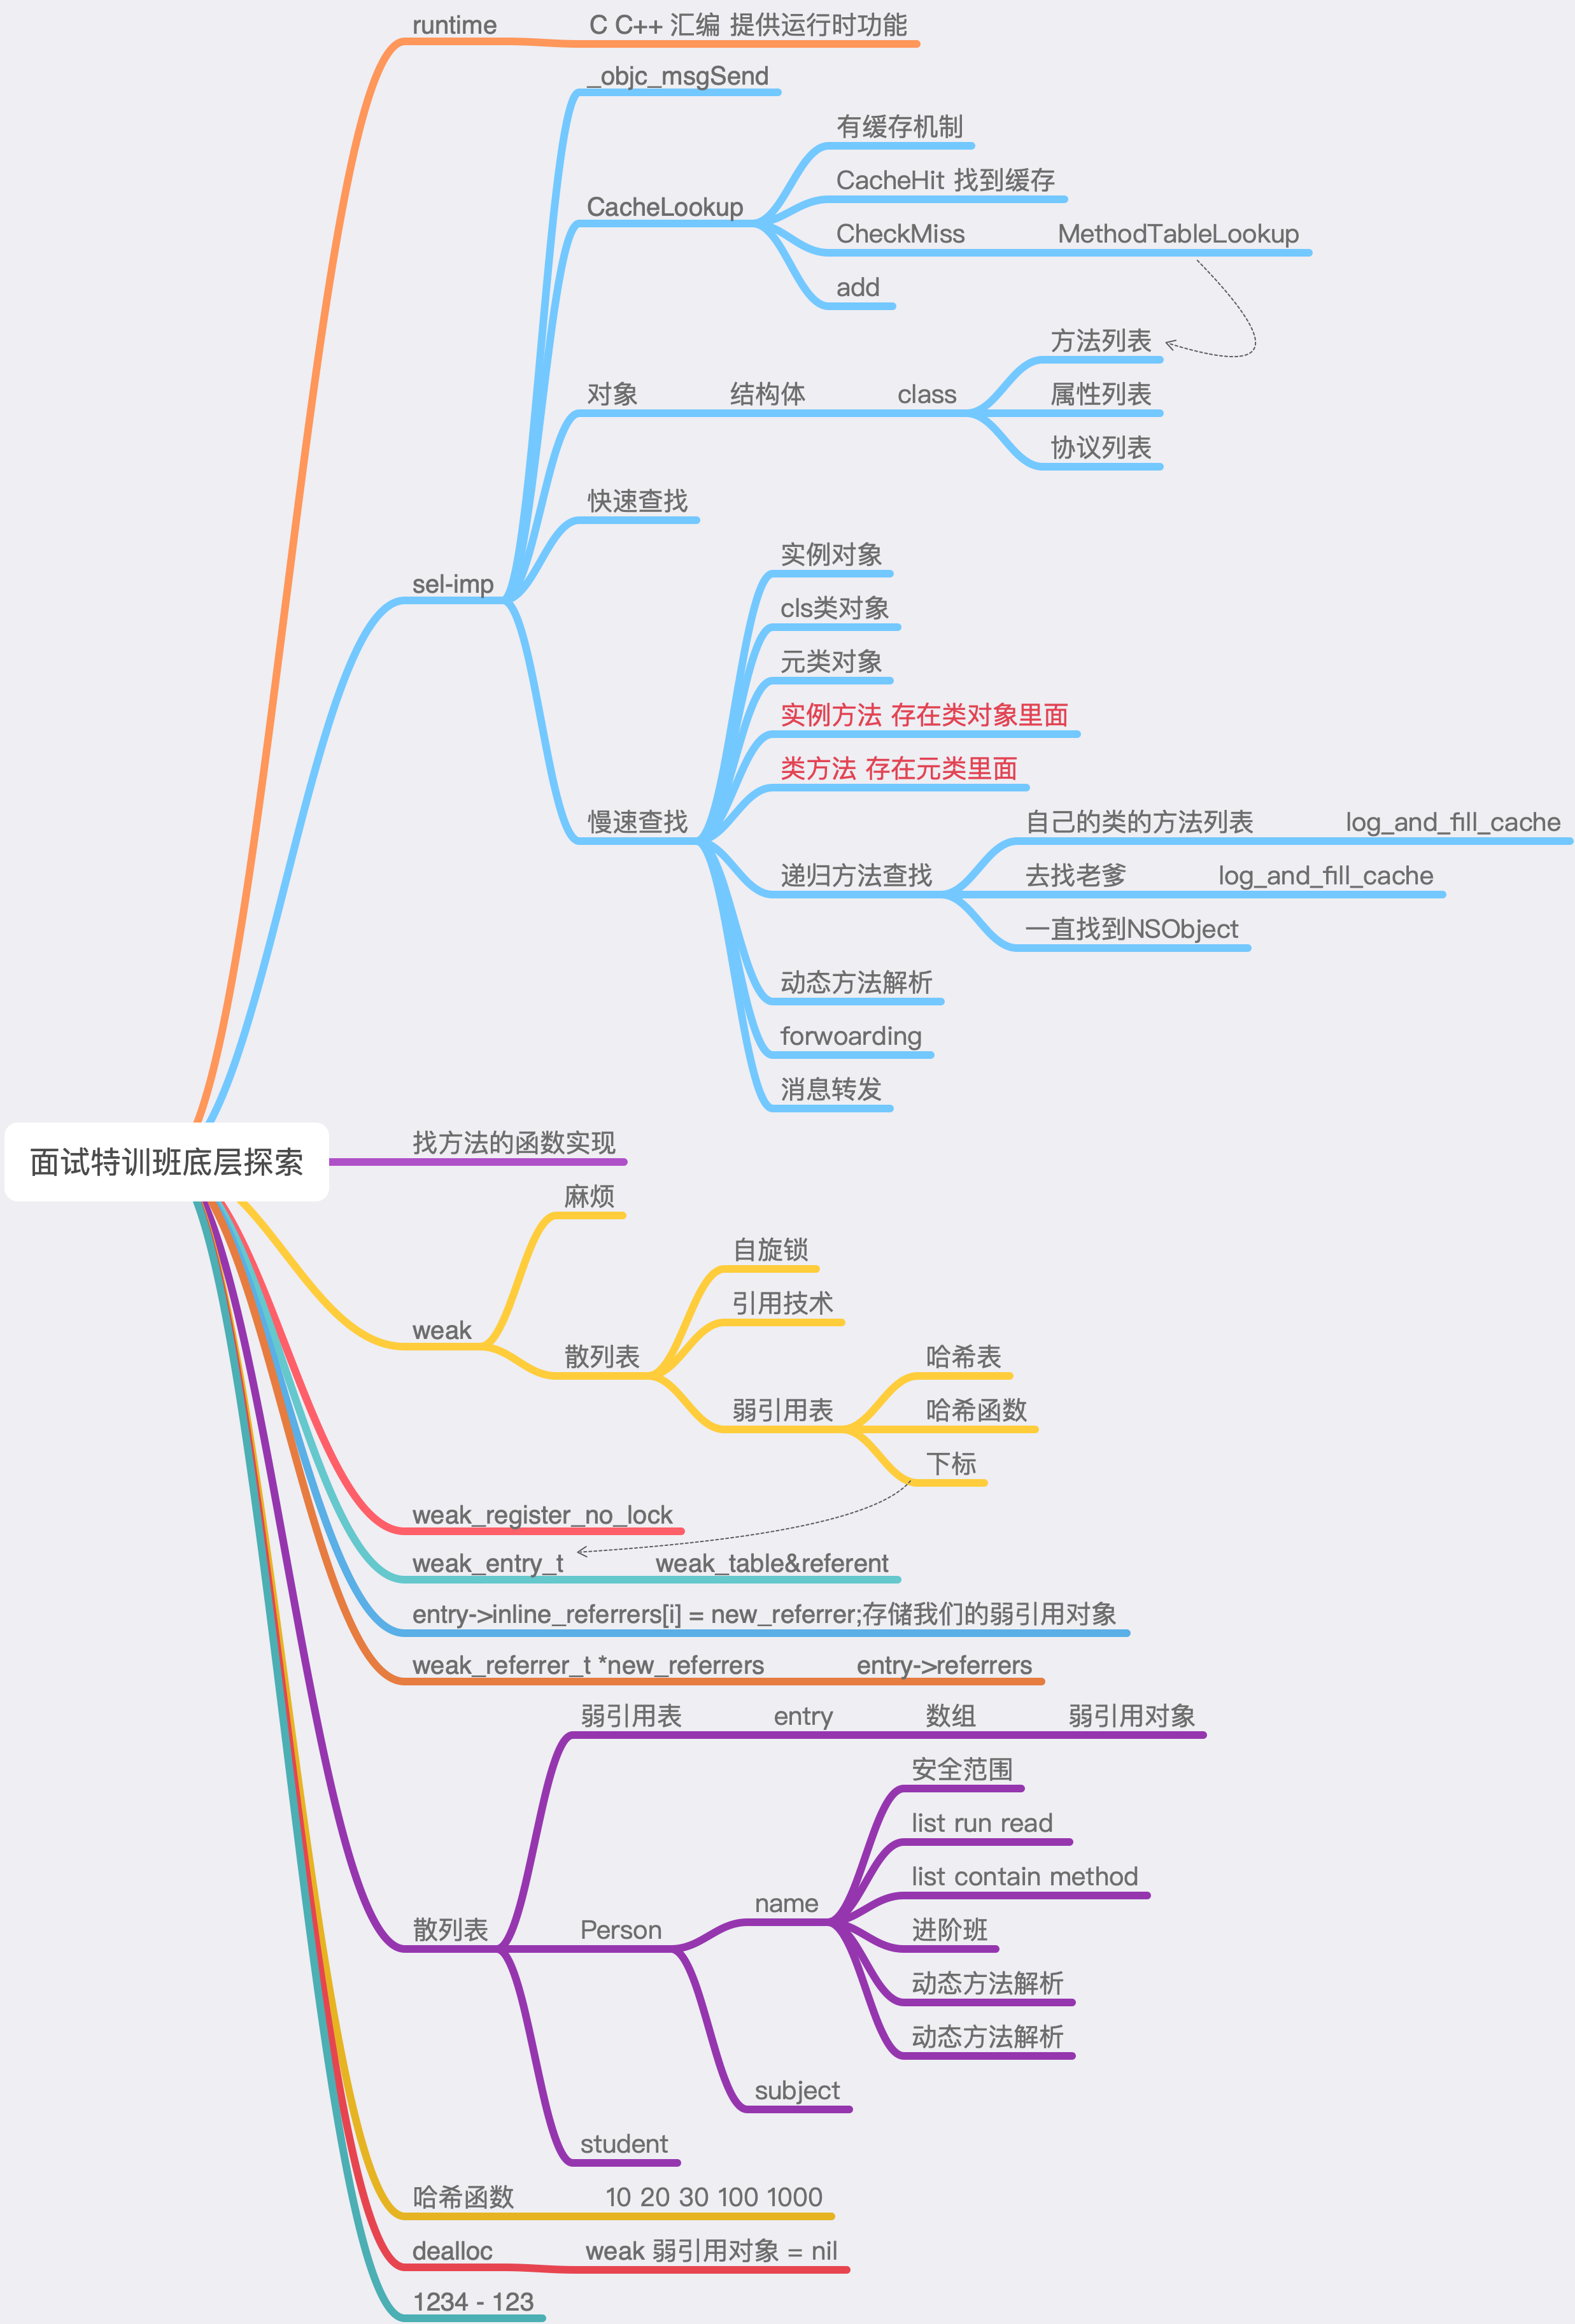 runtime C C++ 汇编 提供运行时功能
_objc_msgSend
有缓存机制
CacheHit 找到缓存
CacheLookup
CheckMiss MethodTableLookup
add
方法列表
对象 结构体 class
属性列表
协议列表
快速查找
实例对象
sel-imp
cls类对象
元类对象
实例方法 存在类对象里面
类方法 存在元类里面
慢速查找
自己的类的方法列表 log_and_fill_cache
递归方法查找
去找老爹 log_and_fill_cache
一直找到NSObject
动态方法解析
forwoarding
消息转发
面试特训班底层探索
找方法的函数实现
麻烦
自旋锁
引用技术
weak
散列表
哈希表
弱引用表
哈希函数
下标
weak_register_no_lock
weak_entry_t weak_table&referent
entry->inline_referrers[i] = new_referrer;存储我们的弱引用对象
weak_referrer_t *new_referrers entry->referrers
弱引用表 entry 数组 弱引用对象
安全范围
list run read
list contain method
name
散列表
Person
进阶班
动态方法解析
动态方法解析
subject
student
哈希函数 10 20 30 100 1000
dealloc weak 弱引用对象 = nil
1234 - 123